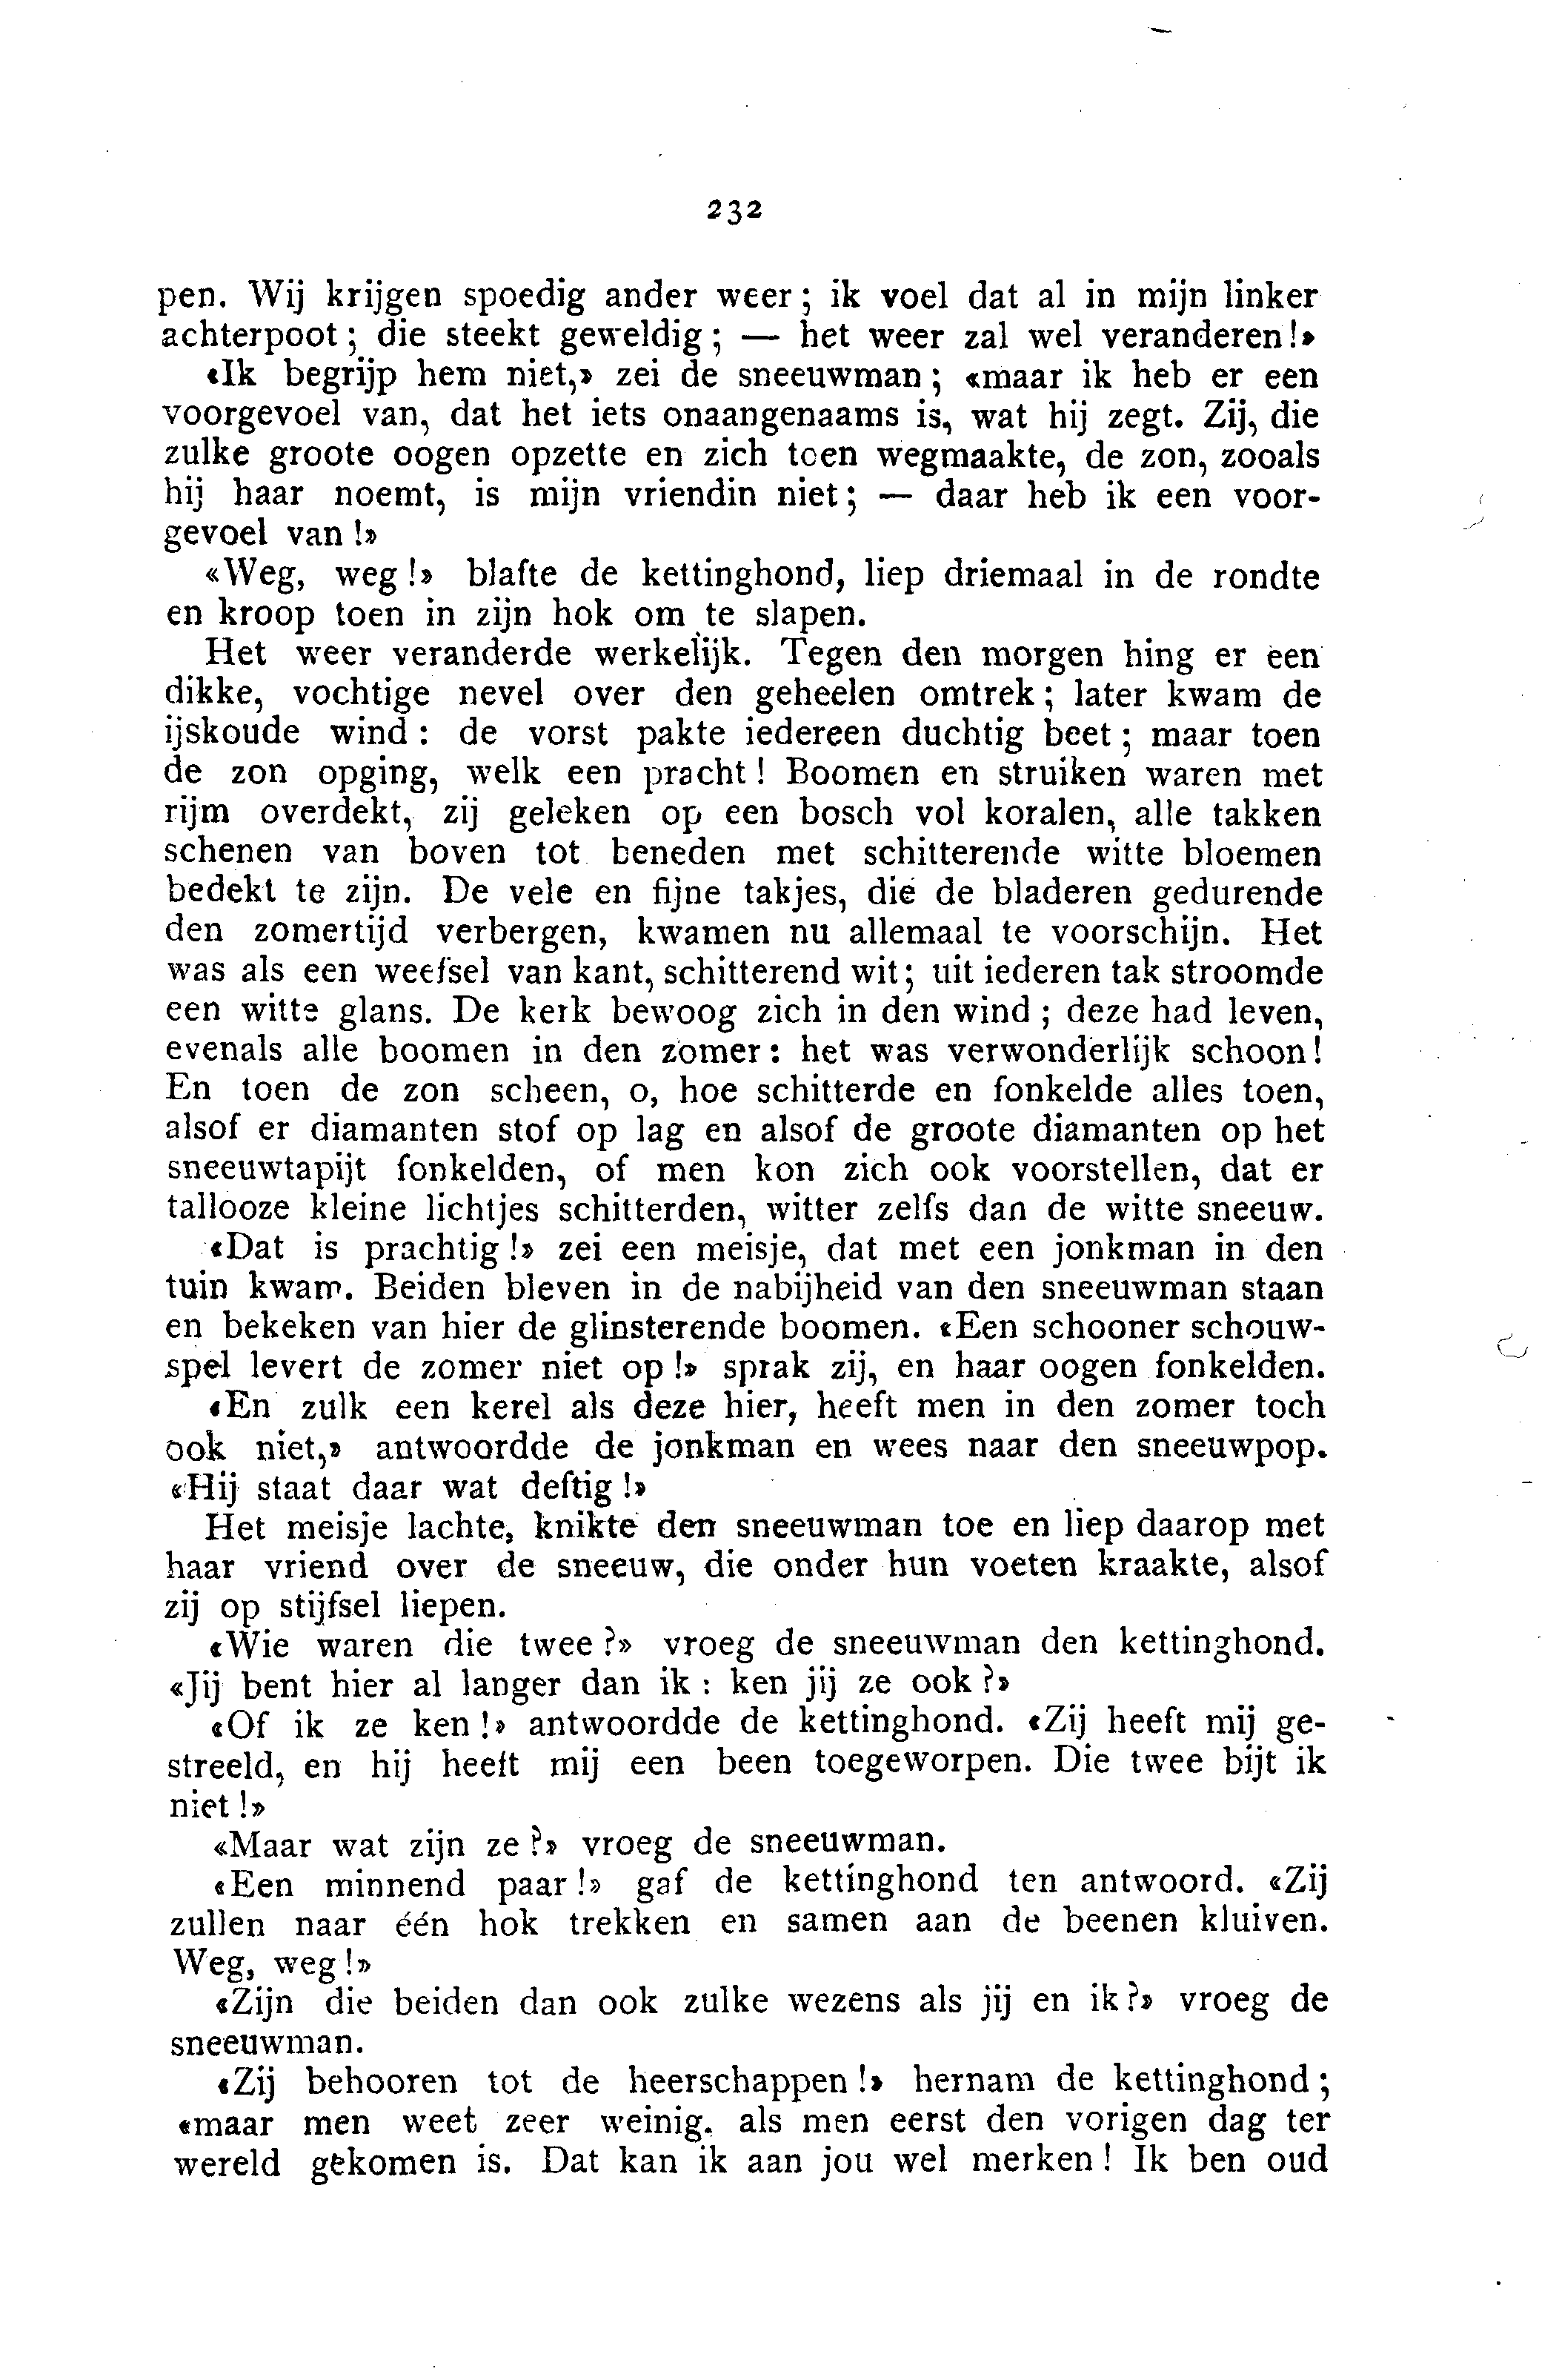 232
pen. Wij krijgen spoedig ander weer; ik voel dat al in mijn linker
achterpoot; die steekt geweldig; — het weer zal wel veranderen!»
«Ik begrijp hem niet,» zei de sneeuwman; «maar ik heb er een
voorgevoel van, dat het iets onaangenaams is, wat hij zegt. Zij, die
zulke groote oogen opzette en zich toen wegmaakte, de zon, zooals
hij haar noemt, is mijn vriendin niet; — daar heb ik een voor-
gevoel van!»
«Weg, weg!» blafte de kettinghond, liep driemaal in de rondte
en kroop toen in zijn hok om te slapen.
Het weer veranderde werkelijk. Tegen den morgen hing er een
dikke, vochtige nevel over den geheelen omtrek; later kwam de
ijskoude wind: de vorst pakte iedereen duchtig beet; maar toen
de zon opging, welk een pracht! Boomen en struiken waren met
rijm overdekt, zij geleken op een bosch vol koralen, alle takken
schenen van boven tot beneden met schitterende witte bloemen
bedekt te zijn. De vele en fijne takjes, die de bladeren gedurende
den zomertijd verbergen, kwamen nu allemaal te voorschijn. Het
was als een weefsel van kant, schitterend wit; uit iederen tak stroomde
een witte glans. De kerk bewoog zich in den wind; deze had leven,
evenals alle boomen in den zomer: het was verwonderlijk schoon!
En toen de zon scheen, o, hoe schitterde en fonkelde alles toen,
alsof er diamanten stof op lag en alsof de groote diamanten op het
sneeuwtapijt fonkelden, of men kon zich ook voorstellen, dat er
tallooze kleine lichtjes schitterden, witter zelfs dan de witte sneeuw.
«Dat is prachtig!» zei een meisje, dat met een jonkman in den
tuin kwam. Beiden bleven in de nabijheid van den sneeuwman staan
en bekeken van hier de glinsterende boomen. «Een schooner schouw-
spel levert de zomer niet op!» sprak zij, en haar oogen fonkelden.
«En zulk een kerel als deze hier, heeft men in den zomer toch
ook niet,» antwoordde de jonkman en wees naar den sneeuwpop.
«Hij staat daar wat deftig!»
Het meisje lachte, knikte den sneeuwman toe en liep daarop met
haar vriend over de sneeuw, die onder hun voeten kraakte, alsof
zij op stijfsel liepen.
«Wie waren die twee?» vroeg de sneeuwman den kettinghond.
«Jij bent hier al langer dan ik: ken jij ze ook?»
«Of ik ze ken!» antwoordde de kettinghond. «Zij heeft mij ge-
streeld, en hij heeft mij een been toegeworpen. Die twee bijt ik
niet!»
«Maar wat zijn ze?» vroeg de sneeuwman.
«Een minnend paar!» gaf de kettinghond ten antwoord. «Zij
zullen naar één hok trekken en samen aan de beenen kluiven.
Weg, weg!»
«Zijn die beiden dan ook zulke wezens als jij en ik?» vroeg de
sneeuwman.
«Zij behooren tot de heerschappen!» hernam de kettinghond;
«maar men weet zeer weinig, als men eerst den vorigen dag ter
wereld gekomen is. Dat kan ik aan jou wel merken! Ik ben oud